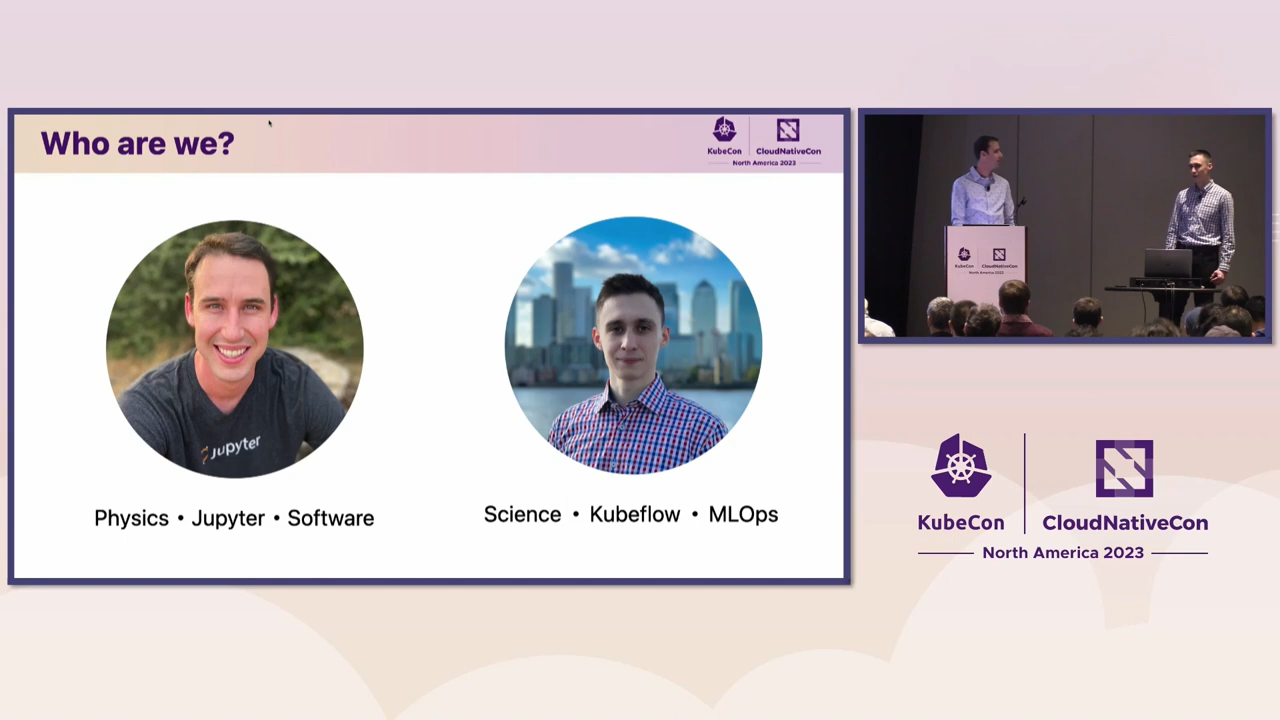 Who are we?
KubeCon
CloudNativeCon
North America 2023
Jupyter
Physics • Jupyter • Software
Science • Kubeflow • MLOps
KubeCon
CloudNativeCon
North America 2023
KubeCon
CloudNativeCon
North America 2023